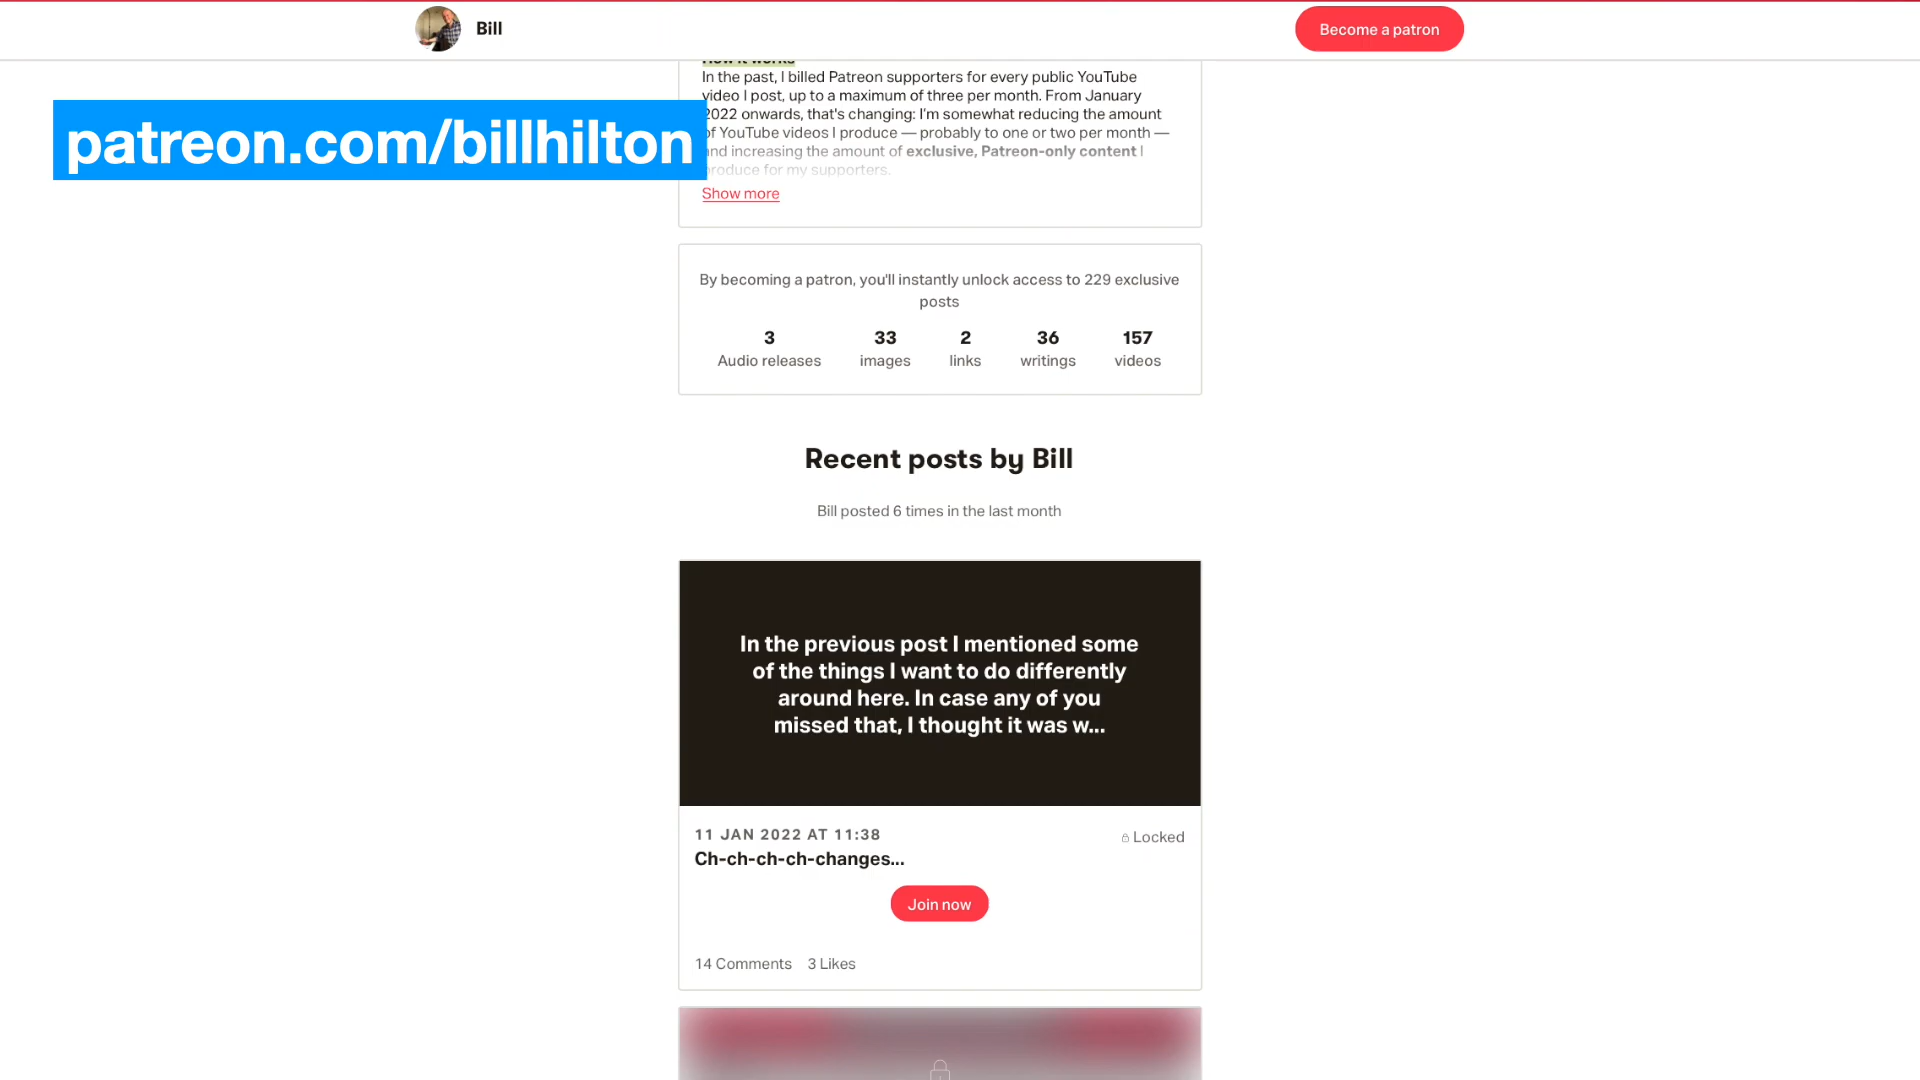 Bill
Become a patron
patreon.com/billhilton
How it works
In the past, I billed Patreon supporters for every public YouTube
video I post, up to a maximum of three per month. From January
2022 onwards, that's changing: I'm somewhat reducing the amount
of YouTube videos I produce — probably to one or two per month —
and increasing the amount of exclusive, Patreon-only content I
produce for my supporters.
Show more
By becoming a patron, you'll instantly unlock access to 229 exclusive
posts
3 33 2 36 157
Audio releases images links writings videos
Recent posts by Bill
Bill posted 6 times in the last month
In the previous post I mentioned some
of the things I want to do differently
around here. In case any of you
missed that, I thought it was w...
11 JAN 2022 AT 11:38
Locked
Ch-ch-ch-ch-changes...
Join now
14 Comments 3 Likes